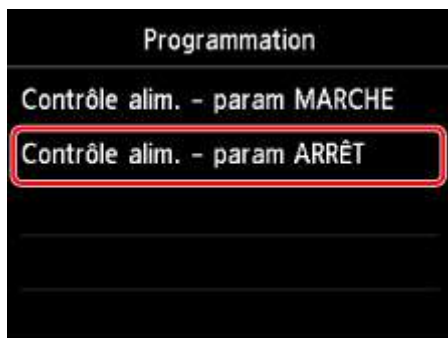 Programmation
Contrôle alim. - param MARCHE
Contrôle alim. - param ARRÊT